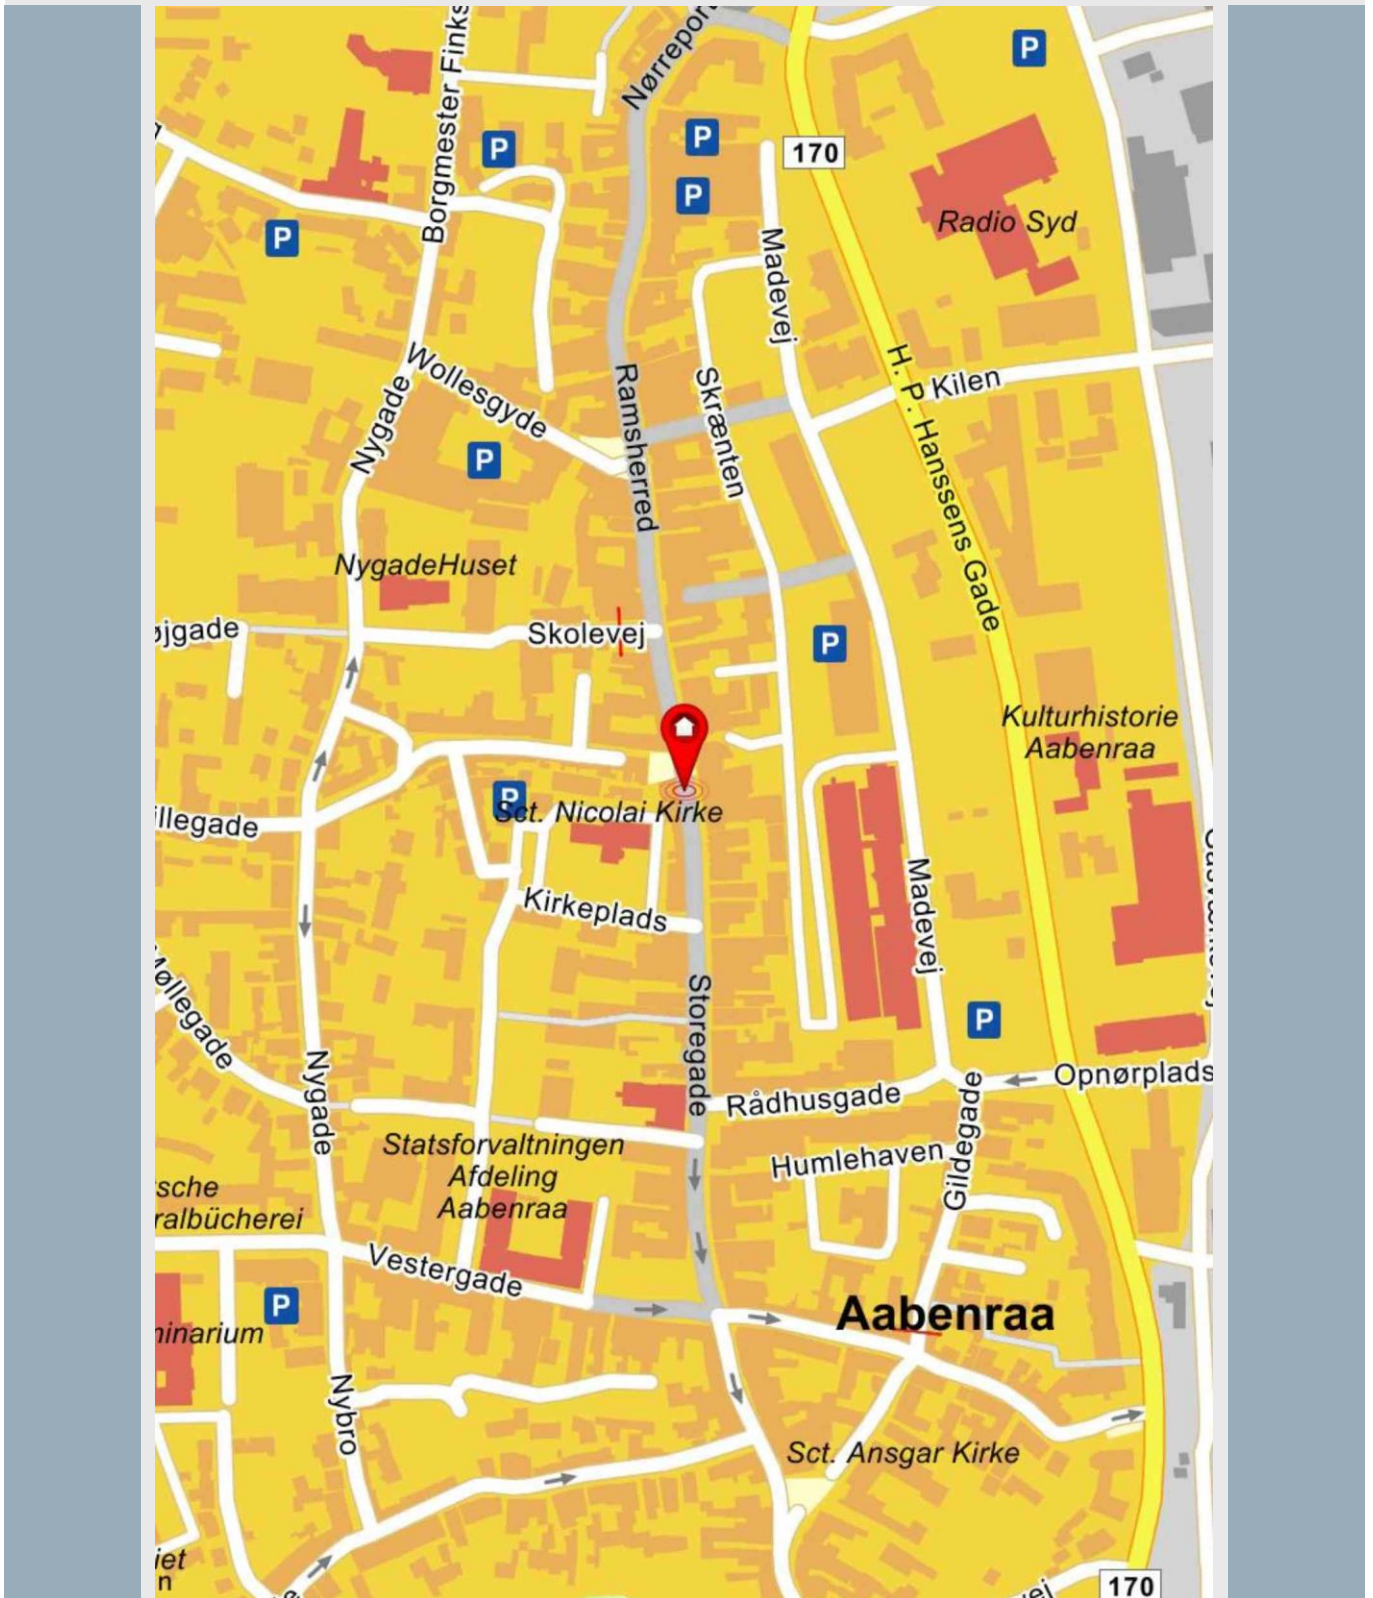 Nørreport
Borgmester Finks
P
P
P
P
P
170
Radio Syd
Madevej
Wollesgyde
Nygade
Ramsherred
Skrænten
H. P. Hanssens Gade
Kilen
P
NygadeHuset
øjgade
Skolevej
P
Kulturhistorie
Aabenraa
P
Sct. Nicolai Kirke
illegade
Kirkeplads
Madevej
Møllegade
Storegade
P
Nygade
Rådhusgade
Opnørplads
Gildegade
Humlehaven
Statsforvaltningen
Afdeling
Aabenraa
sche
ralbücherei
Vestergade
P
Aabenraa
ninarium
Nybro
Sct. Ansgar Kirke
iet
n
170